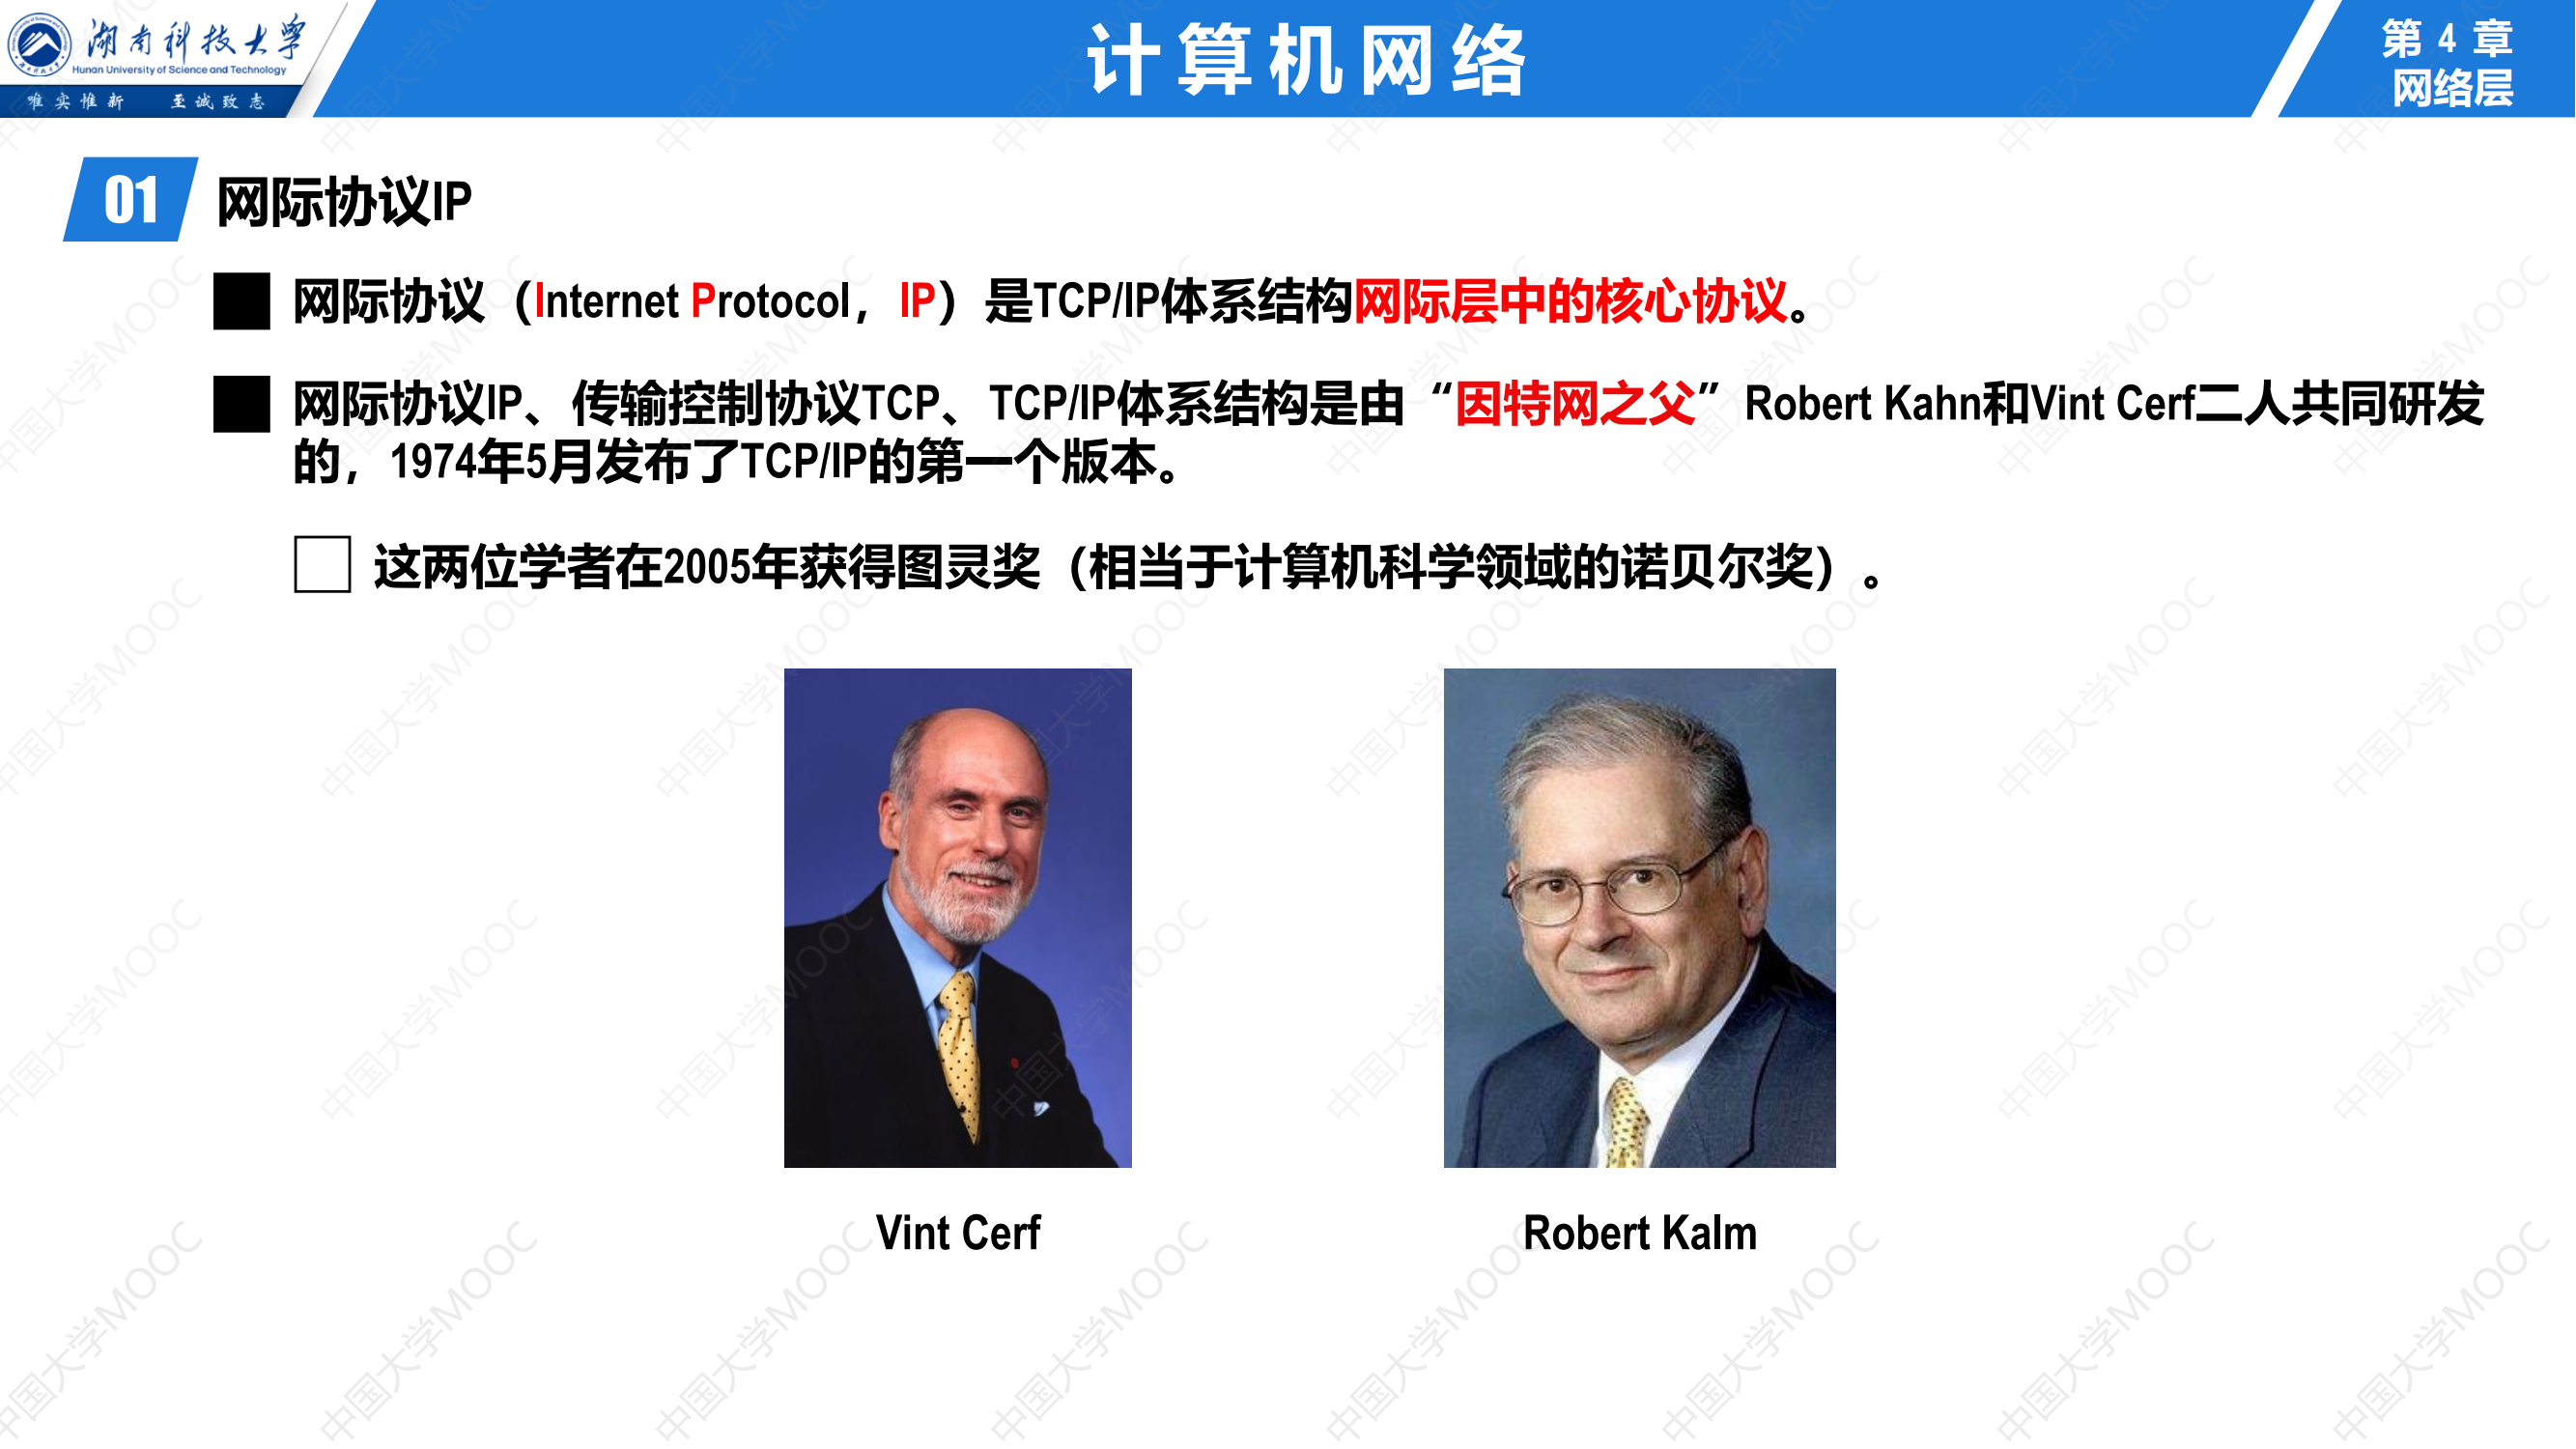 湖南科技大学
Hunan University of Science and Technology
唯实惟新 至诚致志
计算机网络
第 4 章
网络层
01 网际协议IP
网际协议（Internet Protocol，IP）是TCP/IP体系结构网际层中的核心协议。
网际协议IP、传输控制协议TCP、TCP/IP体系结构是由“因特网之父”Robert Kahn和Vint Cerf二人共同研发
的，1974年5月发布了TCP/IP的第一个版本。
这两位学者在2005年获得图灵奖（相当于计算机科学领域的诺贝尔奖）。
Vint Cerf
Robert Kalm
中国大学MOOC